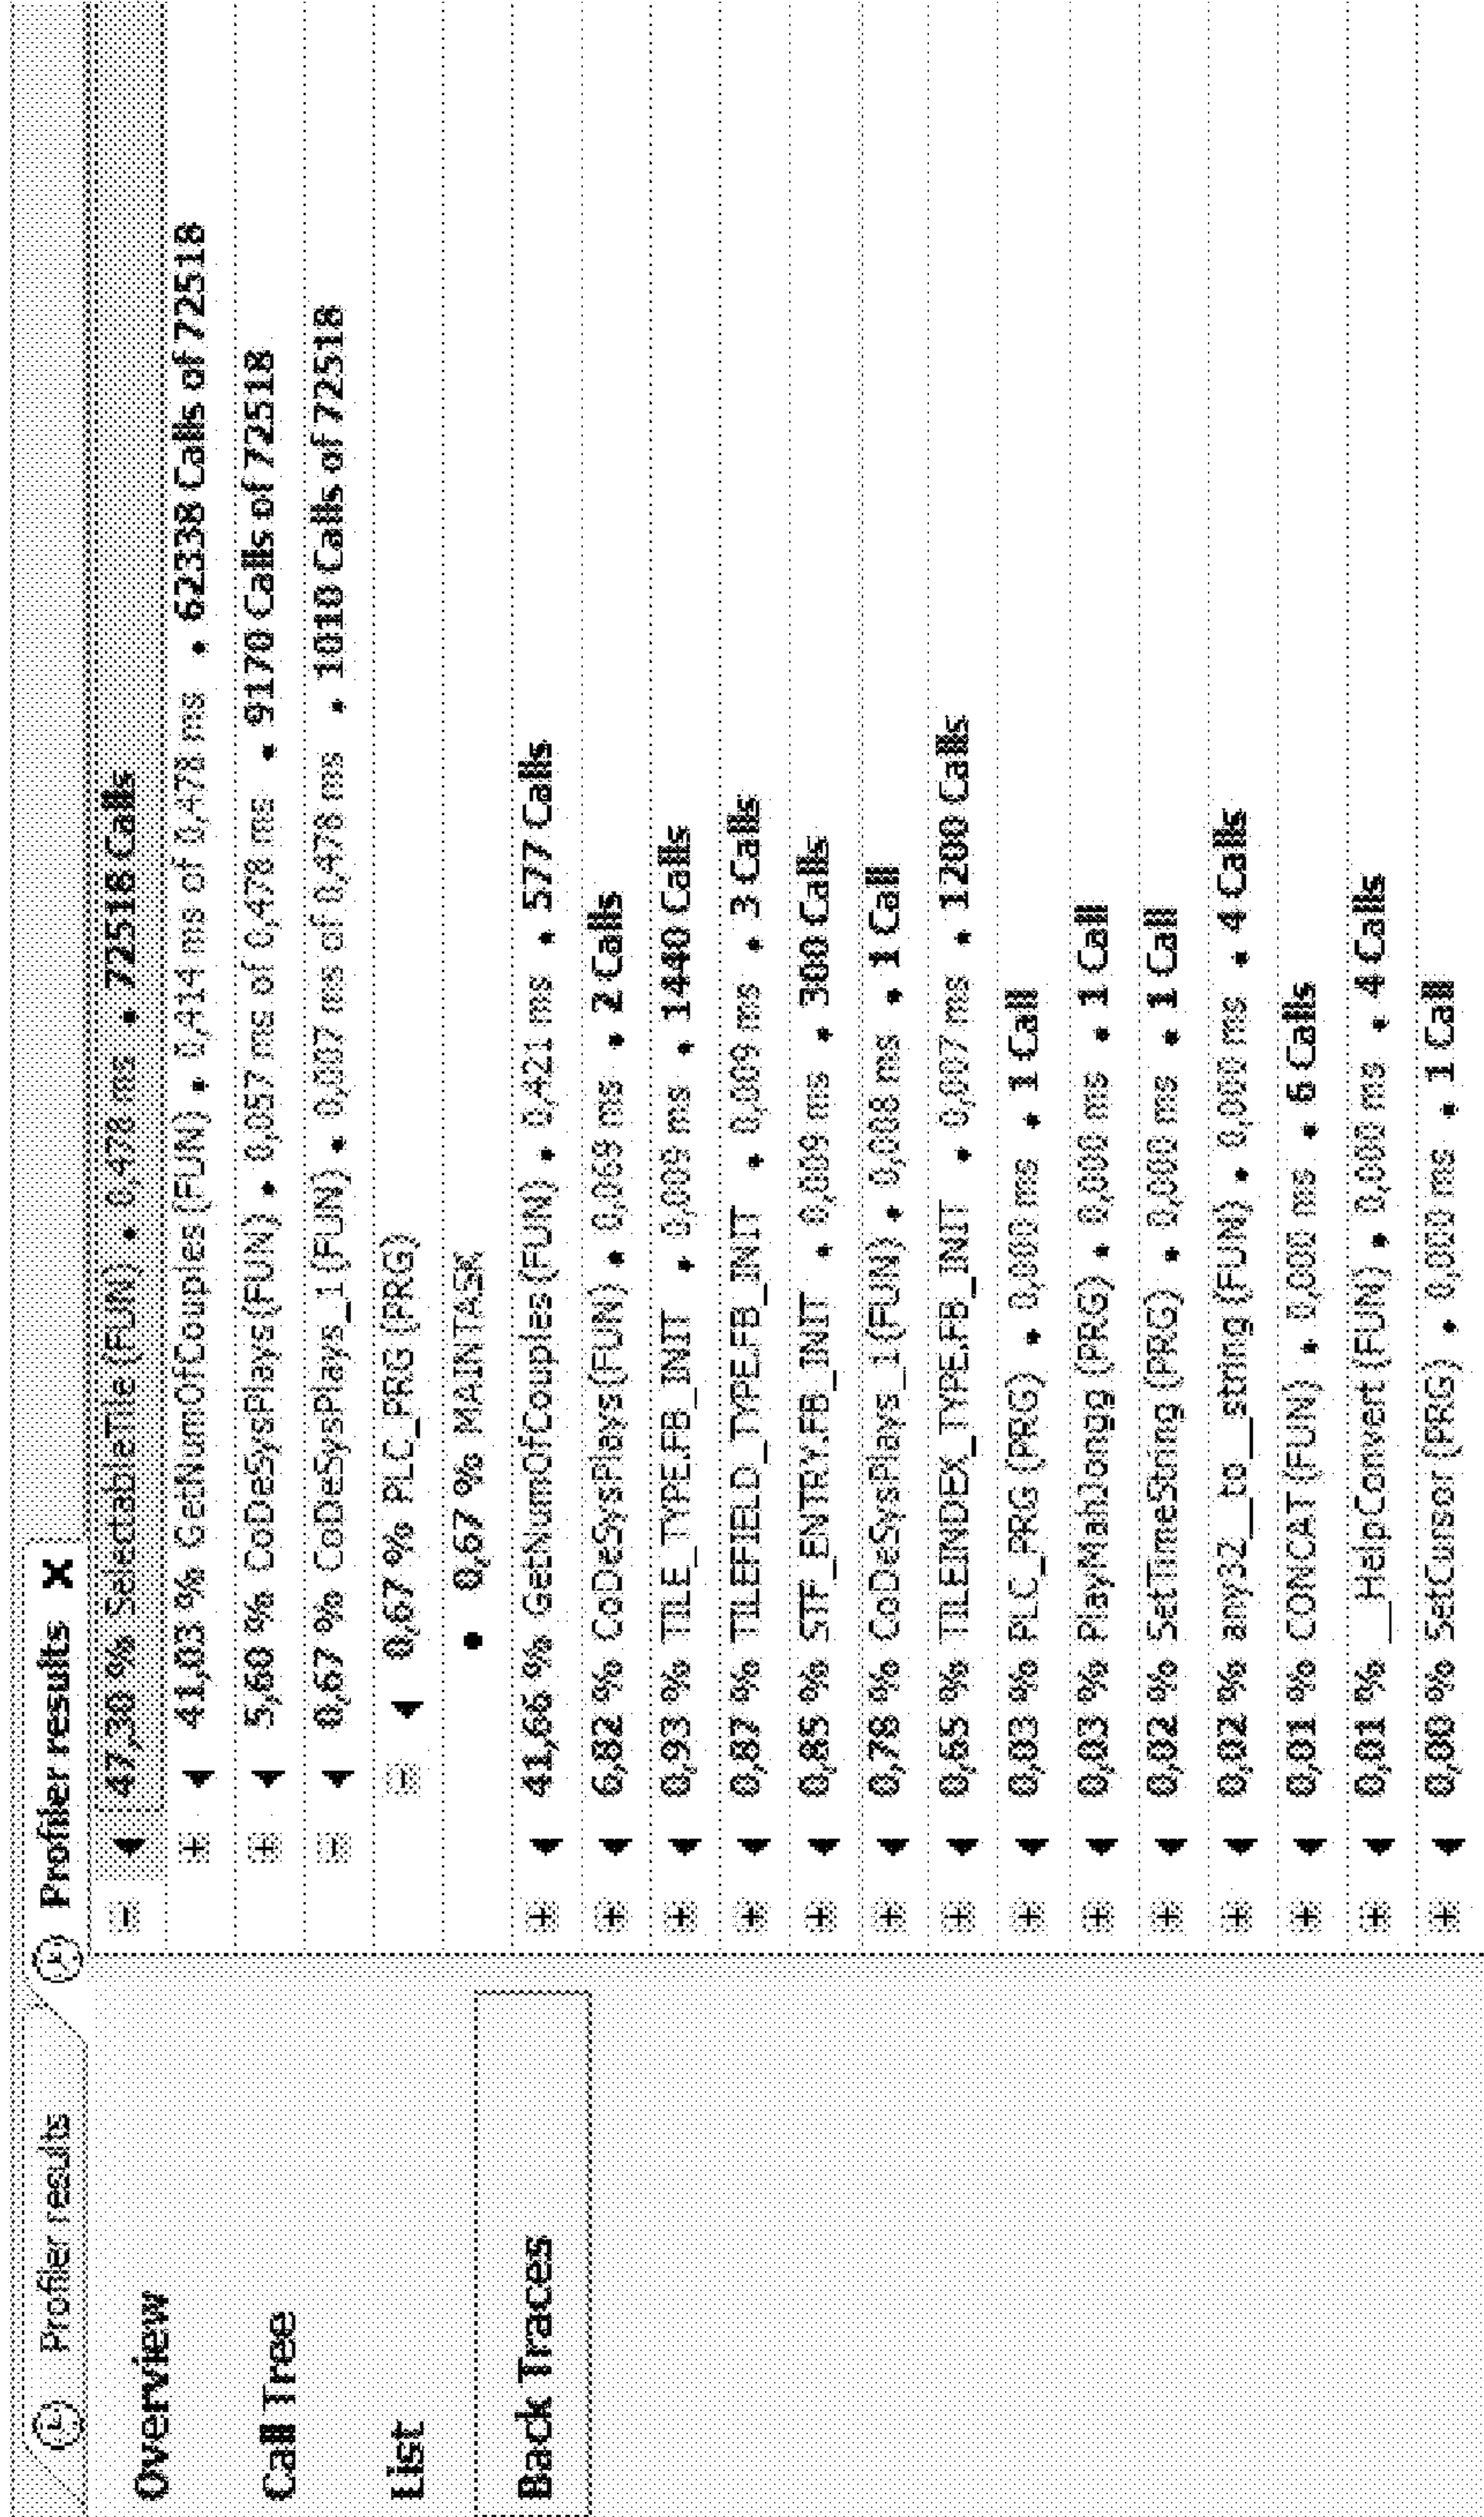 Profiler results
Profiler results X
Overview
Call Tree
List
Back Traces
47,30 % SelectableTile (FUN) • 0,478 ms • 72518 Calls
41,03 % GetNumOfCouples (FUN) • 0,414 ms of 0,478 ms • 62338 Calls of 72518
5,60 % CoDeSysPlays (FUN) • 0,057 ms of 0,478 ms • 9170 Calls of 72518
0,67 % CoDeSysPlays_1 (FUN) • 0,007 ms of 0,478 ms • 1010 Calls of 72518
0,67 % PLC_PRG (PRG)
• 0,67 % MAINTASK
41,66 % GetNumOfCouples (FUN) • 0,421 ms • 577 Calls
6,82 % CoDeSysPlays (FUN) • 0,069 ms • 2 Calls
0,93 % TILE_TYPE.FB_INIT • 0,009 ms • 1440 Calls
0,87 % TILEFIELD_TYPE.FB_INIT • 0,009 ms • 3 Calls
0,85 % STF_ENTRY.FB_INIT • 0,009 ms • 300 Calls
0,78 % CoDeSysPlays_1 (FUN) • 0,008 ms • 1 Call
0,65 % TILEINDEX_TYPE.FB_INIT • 0,007 ms • 1200 Calls
0,03 % PLC_PRG (PRG) • 0,000 ms • 1 Call
0,03 % PlayMahJongg (PRG) • 0,000 ms • 1 Call
0,02 % SetTimeString (PRG) • 0,000 ms • 1 Call
0,02 % any32__to__string (FUN) • 0,000 ms • 4 Calls
0,01 % CONCAT (FUN) • 0,000 ms • 6 Calls
0,01 % __HelpConvert (FUN) • 0,000 ms • 4 Calls
0,00 % SetCursor (PRG) • 0,000 ms • 1 Call